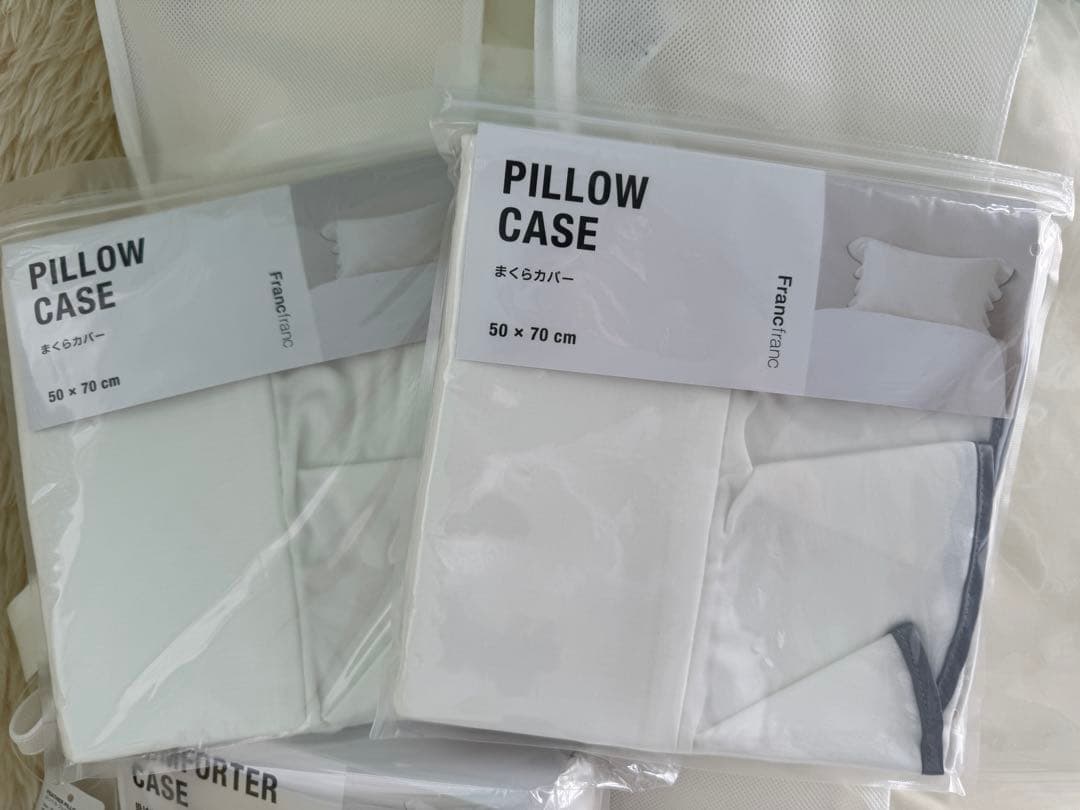 PILLOW
CASE
まくらカバー
50 × 70 cm
Francfranc
PILLOW
CASE
まくらカバー
50 × 70 cm
Francfranc
COMFORTER
CASE